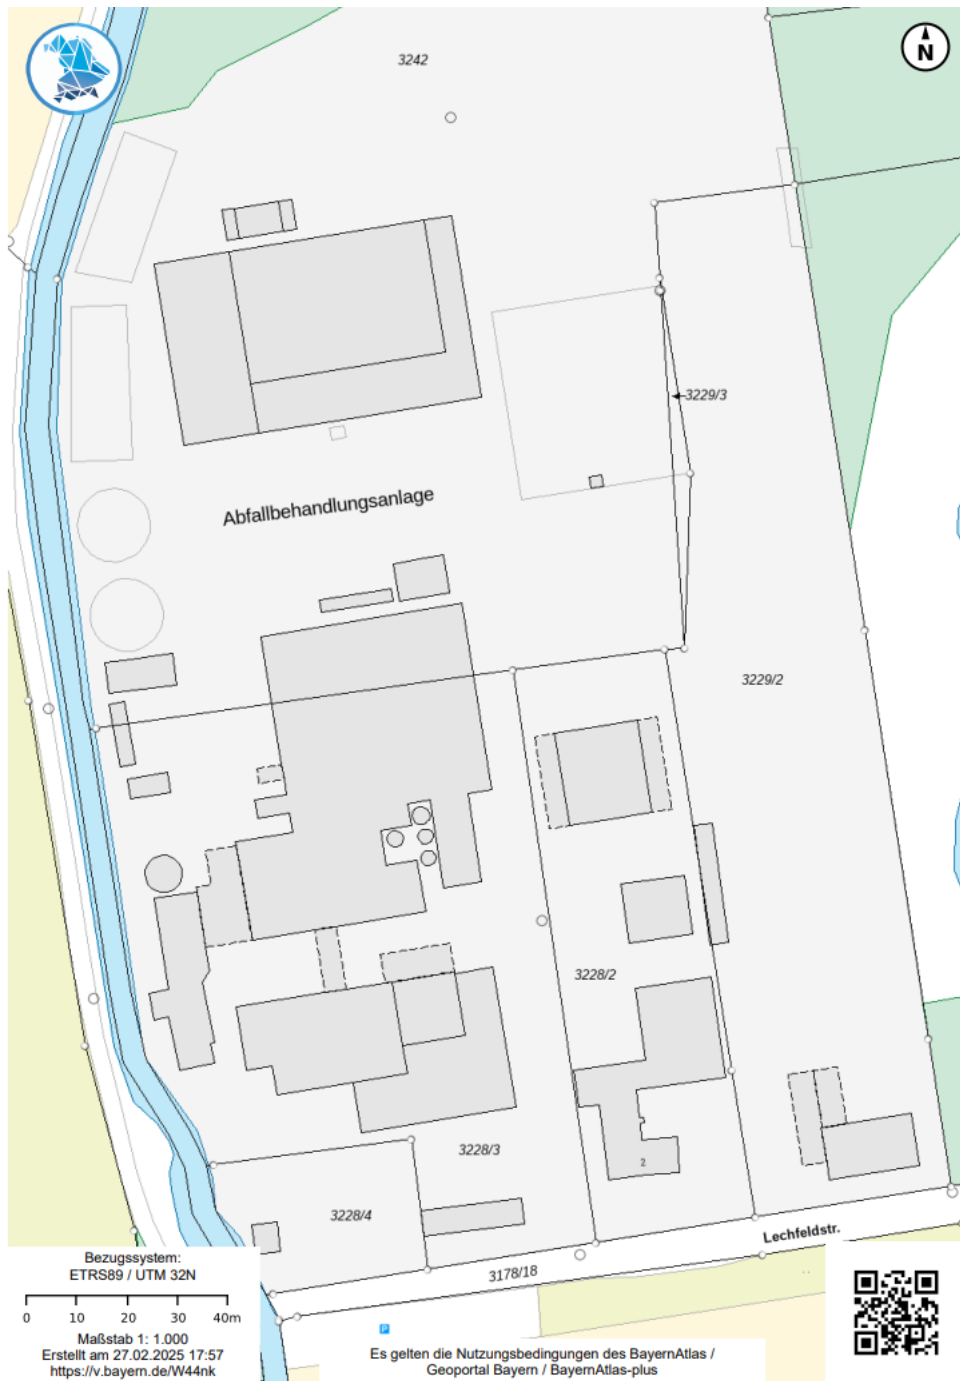 3242
N
3229/3
Abfallbehandlungsanlage
3229/2
3228/2
3228/3
2
3228/4
Lechfeldstr.
3178/18
Bezugssystem:
ETRS89 / UTM 32N
0 10 20 30 40m
Maßstab 1: 1.000
Erstellt am 27.02.2025 17:57
https://v.bayern.de/W44nk
P
Es gelten die Nutzungsbedingungen des BayernAtlas /
Geoportal Bayern / BayernAtlas-plus